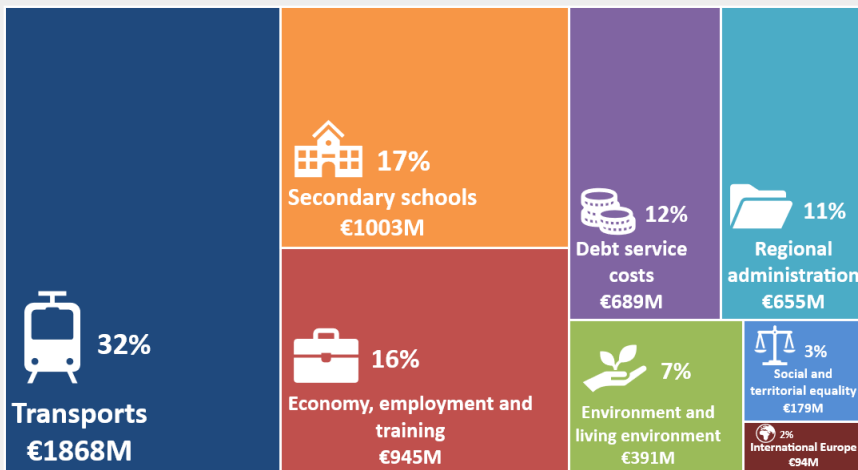 32%
Transports
€1868M
17%
Secondary schools
€1003M
16%
Economy, employment and
training
€945M
12%
Debt service
costs
€689M
11%
Regional
administration
€655M
7%
Environment and
living environment
€391M
3%
Social and
territorial equality
€179M
2%
International Europe
€94M